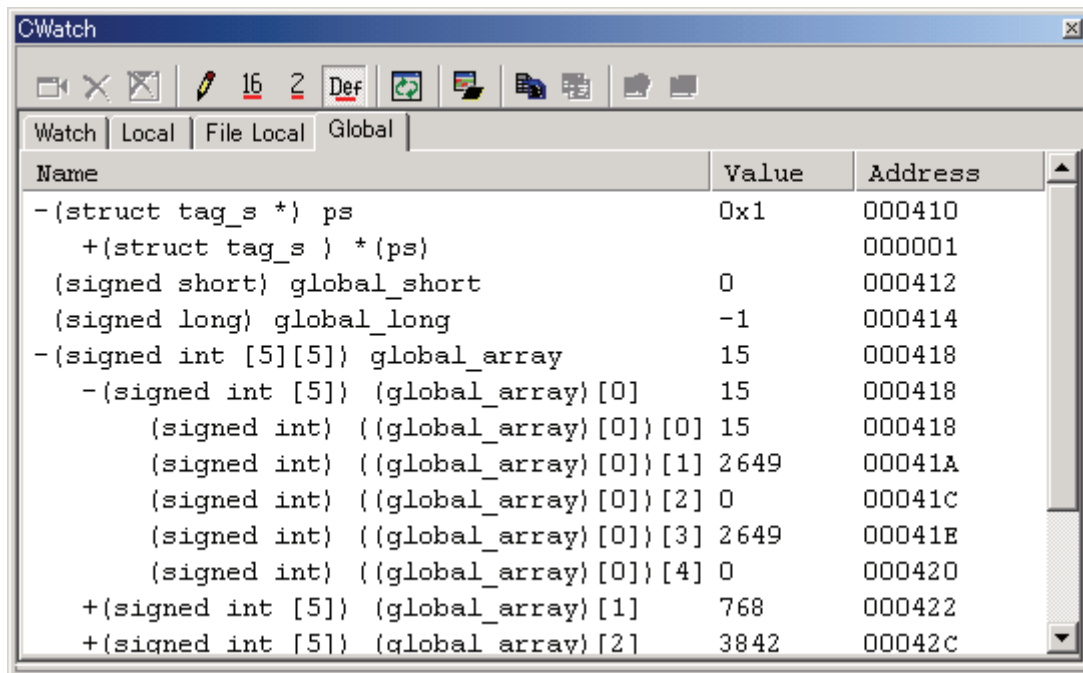 CWatch
16 2 Def
Watch Local File Local Global
Name Value Address
-(struct tag_s *) ps 0x1 000410
+(struct tag_s ) *(ps) 000001
(signed short) global_short 0 000412
(signed long) global_long -1 000414
-(signed int [5][5]) global_array 15 000418
-(signed int [5]) (global_array)[0] 15 000418
(signed int) ((global_array)[0])[0] 15 000418
(signed int) ((global_array)[0])[1] 2649 00041A
(signed int) ((global_array)[0])[2] 0 00041C
(signed int) ((global_array)[0])[3] 2649 00041E
(signed int) ((global_array)[0])[4] 0 000420
+(signed int [5]) (global_array)[1] 768 000422
+(signed int [5]) (global_array)[2] 3842 00042C